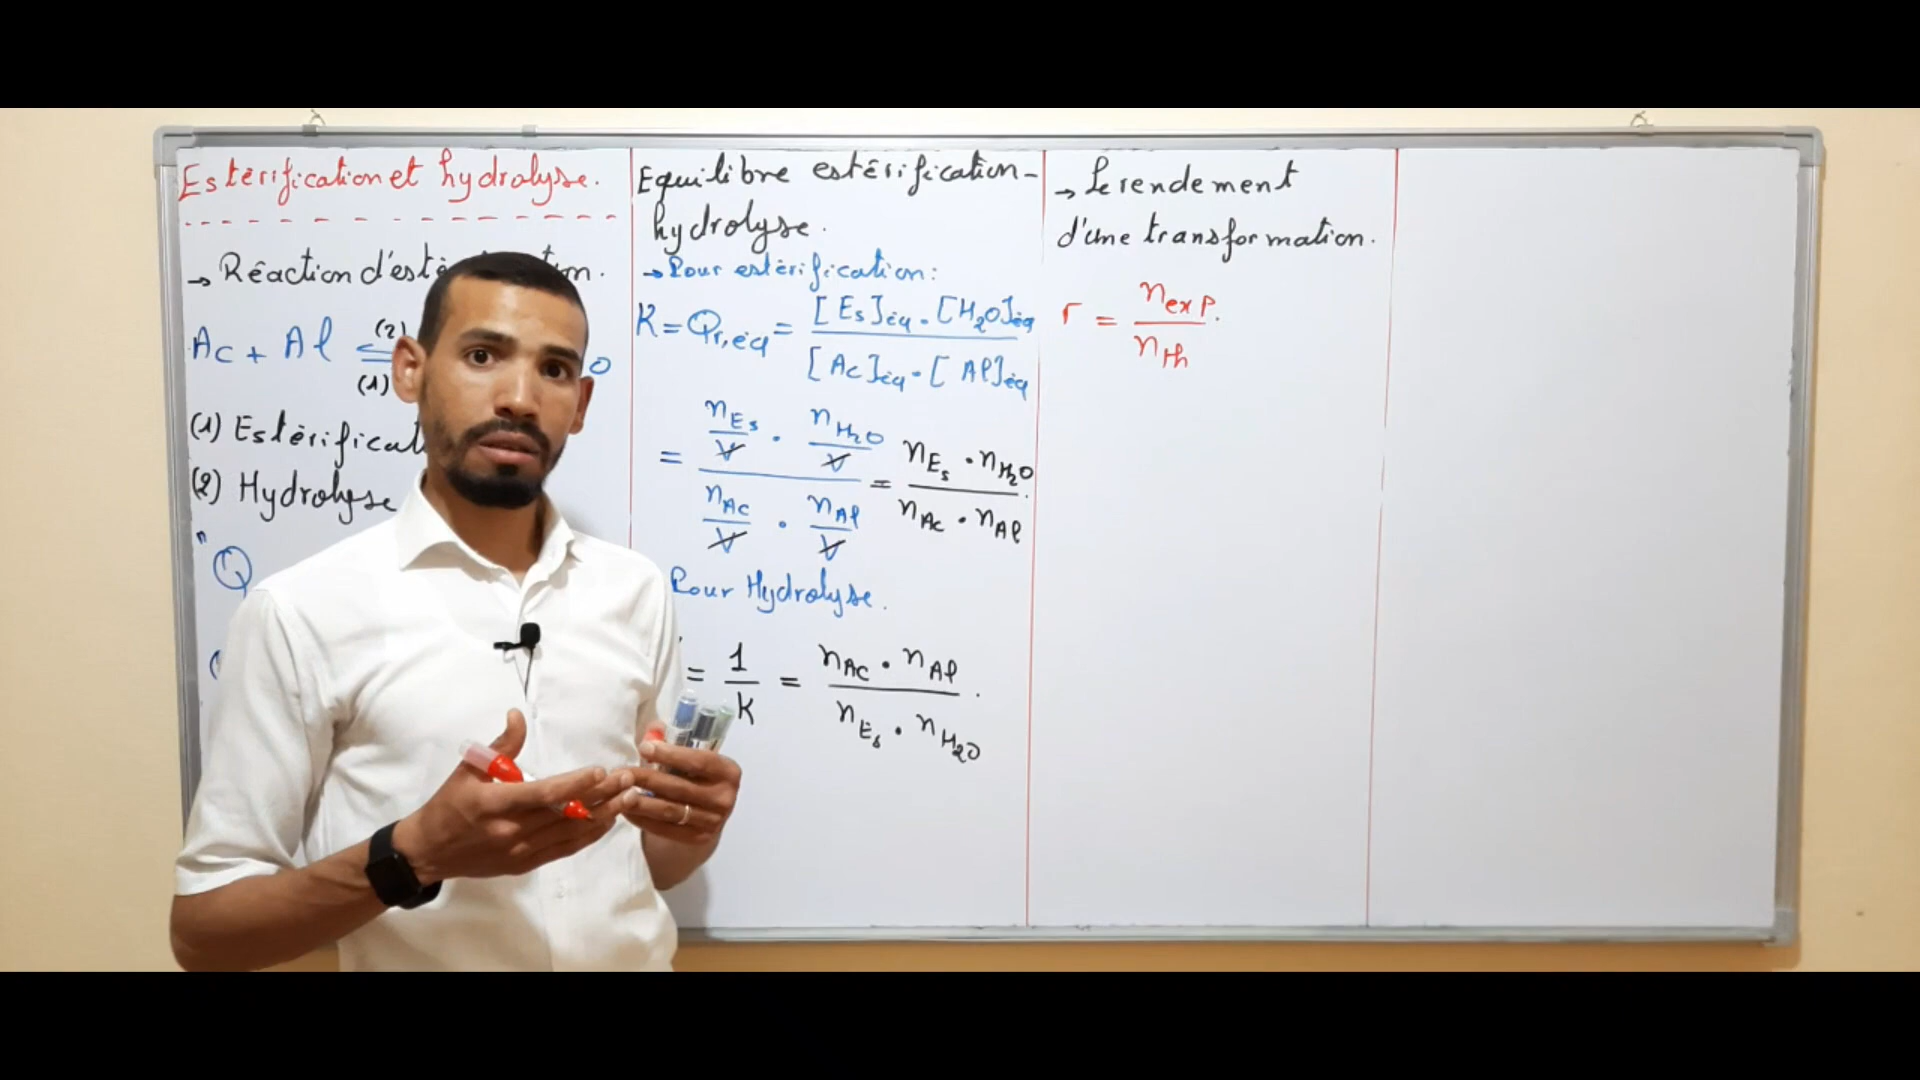 Estérification et hydrolyse.
→ Réaction
Ac + Al
(2)
(1)
O
(1)
(2) Hydrolyse
Q
Equilibre estérification-
hydrolyse.
→ Pour estérification:
K = Qr,éq = [Es]éq . [H2O]éq / [Ac]éq . [Al]éq
= nEs/V . nH2O/V / nAc/V . nAl/V = nEs . nH2O / nAc . nAl
Pour Hydrolyse.
= 1/K = nAc . nAl / nEs . nH2O .
→ Le rendement
d'une transformation.
r = nexp. / nth